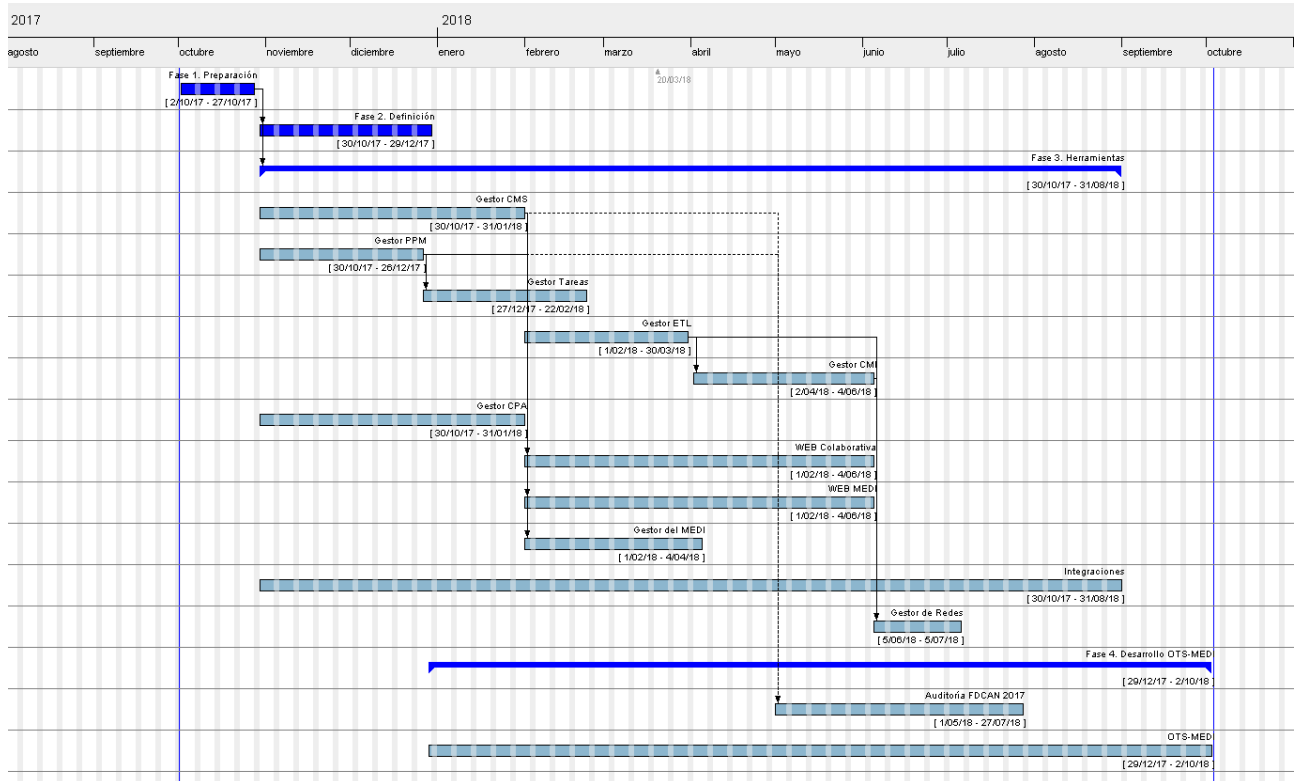 2017
2018
agosto septiembre octubre noviembre diciembre enero febrero marzo abril mayo junio julio agosto septiembre octubre
20/03/18
Fase 1. Preparación
[ 2/10/17 - 27/10/17 ]
Fase 2. Definición
[ 30/10/17 - 29/12/17 ]
Fase 3. Herramientas
[ 30/10/17 - 31/08/18 ]
Gestor CMS
[ 30/10/17 - 31/01/18 ]
Gestor PPM
[ 30/10/17 - 26/12/17 ]
Gestor Tareas
[ 27/12/17 - 22/02/18 ]
Gestor ETL
[ 1/02/18 - 30/03/18 ]
Gestor CMI
[ 2/04/18 - 4/06/18 ]
Gestor CPA
[ 30/10/17 - 31/01/18 ]
WEB Colaborativa
[ 1/02/18 - 4/06/18 ]
WEB MEDI
[ 1/02/18 - 4/06/18 ]
Gestor del MEDI
[ 1/02/18 - 4/04/18 ]
Integraciones
[ 30/10/17 - 31/08/18 ]
Gestor de Redes
[ 5/06/18 - 5/07/18 ]
Fase 4. Desarrollo OTS-MED
[ 29/12/17 - 2/10/18 ]
Auditoría FDCAN 2017
[ 1/05/18 - 27/07/18 ]
OTS-MED
[ 29/12/17 - 2/10/18 ]